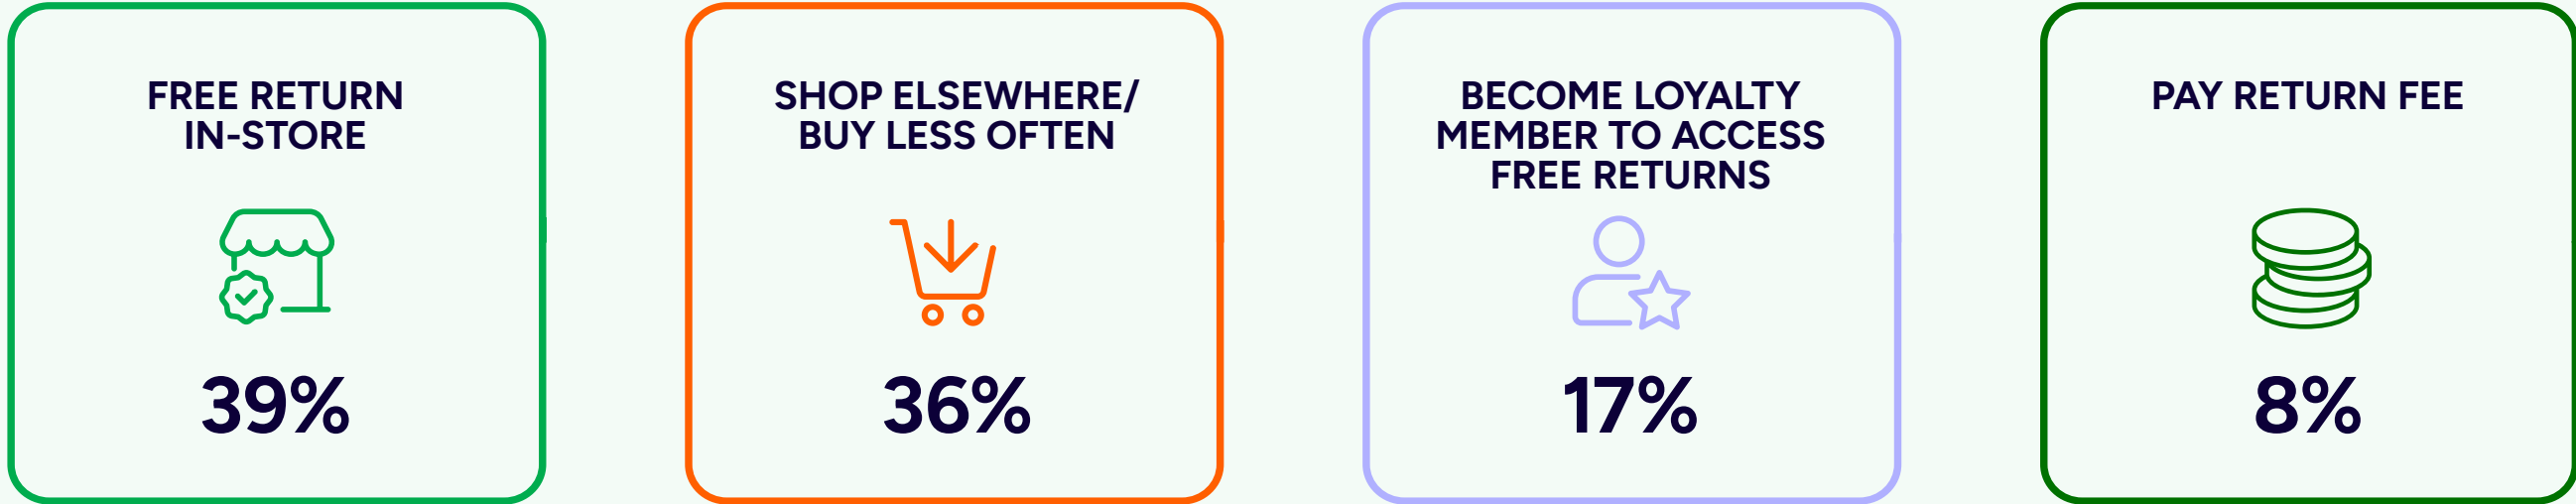 FREE RETURN
IN-STORE
39%
SHOP ELSEWHERE/
BUY LESS OFTEN
36%
BECOME LOYALTY
MEMBER TO ACCESS
FREE RETURNS
17%
PAY RETURN FEE
8%